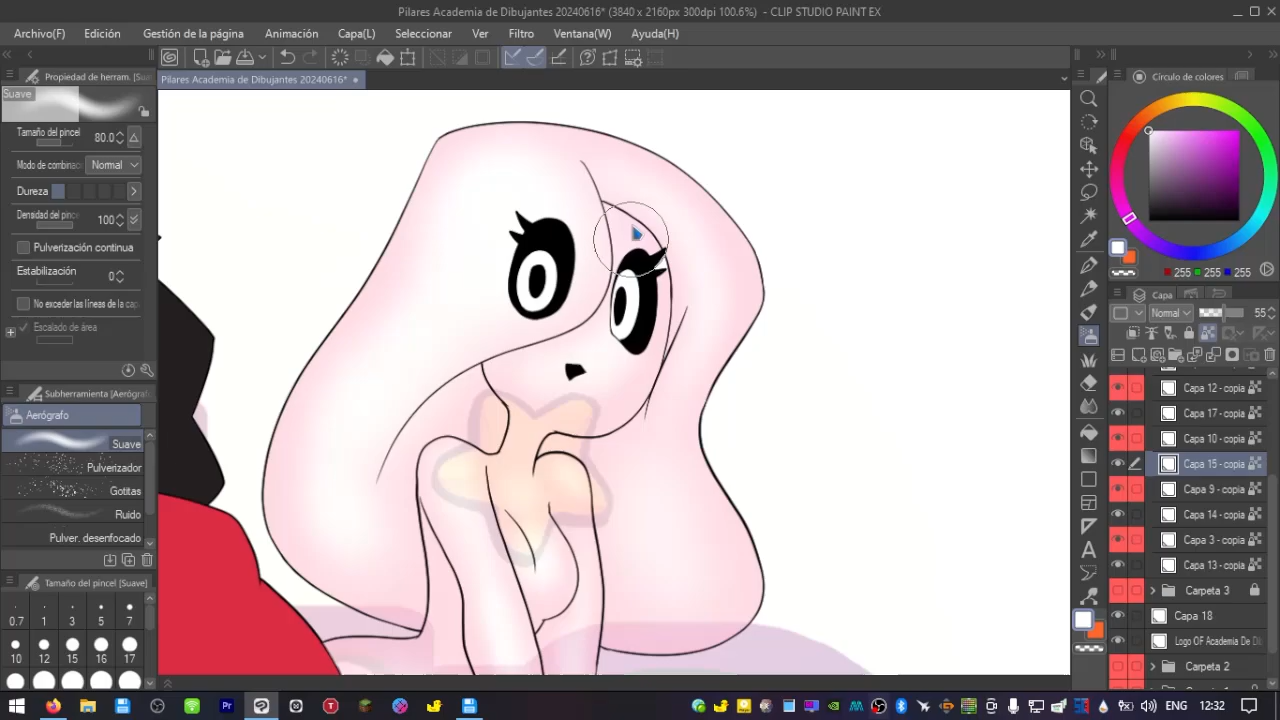 Pilares Academia de Dibujantes 20240616* (3840 x 2160px 300dpi 100.6%) - CLIP STUDIO PAINT EX
Archivo(F) Edición Gestión de la página Animación Capa(L) Seleccionar Ver Filtro Ventana(W) Ayuda(H)
Propiedad de herram. [Sua
Pilares Academia de Dibujantes 20240616*
Círculo de colores
Suave
Tamaño del pincel 80.0
Modo de combinac Normal
Dureza
Densidad del pince 100
Pulverización continua
Estabilización 0
No exceder las líneas de la cap
Escalado de área
Subherramienta [Aerógraf
Aerógrafo
Suave
Pulverizador
Gotitas
Ruido
Pulver. desenfocado
Tamaño del pincel [Suave]
0.7 1 3 5 7
10 12 15 16 17
255 255 255
Capa
Normal 55
Capa 12 - copia
Capa 17 - copia
Capa 10 - copia
Capa 15 - copia
Capa 9 - copia
Capa 14 - copia
Capa 3 - copia
Capa 13 - copia
Carpeta 3
Capa 18
Logo OF Academia De Di
Carpeta 2
Carpeta 1
ENG 12:32